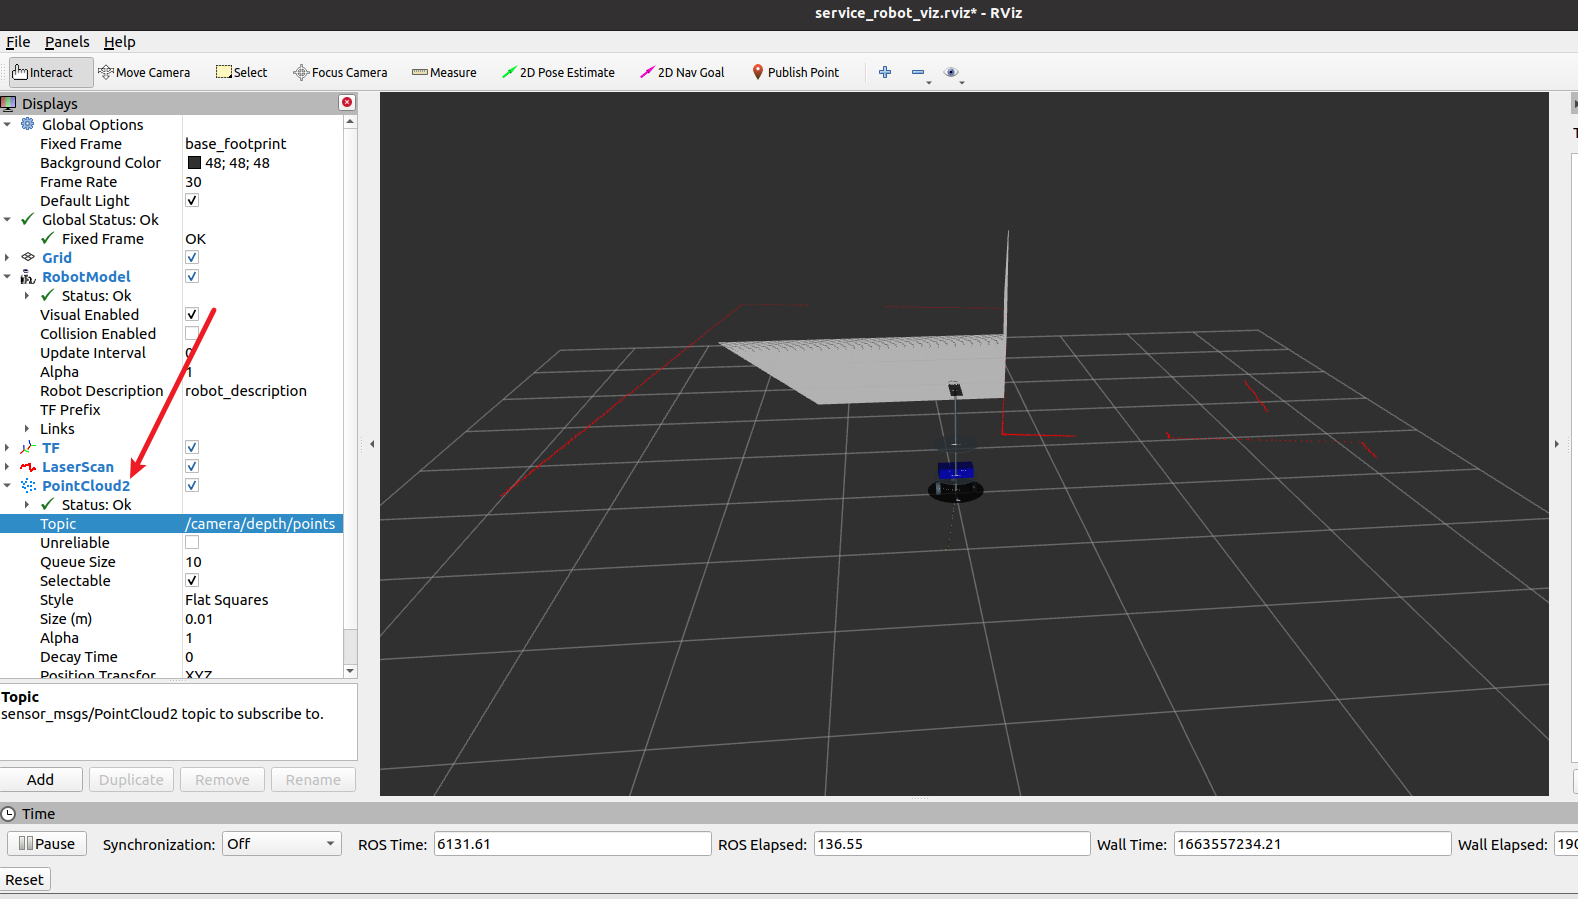 service_robot_viz.rviz* - RViz
File Panels Help
Interact Move Camera Select Focus Camera Measure 2D Pose Estimate 2D Nav Goal Publish Point
Displays
Global Options
Fixed Frame base_footprint
Background Color 48; 48; 48
Frame Rate 30
Default Light
Global Status: Ok
Fixed Frame OK
Grid
RobotModel
Status: Ok
Visual Enabled
Collision Enabled
Update Interval 0
Alpha 1
Robot Description robot_description
TF Prefix
Links
TF
LaserScan
PointCloud2
Status: Ok
Topic /camera/depth/points
Unreliable
Queue Size 10
Selectable
Style Flat Squares
Size (m) 0.01
Alpha 1
Decay Time 0
Position Transfor XYZ
Topic
sensor_msgs/PointCloud2 topic to subscribe to.
Add Duplicate Remove Rename
Time
Pause Synchronization: Off ROS Time: 6131.61 ROS Elapsed: 136.55 Wall Time: 1663557234.21 Wall Elapsed: 190
Reset